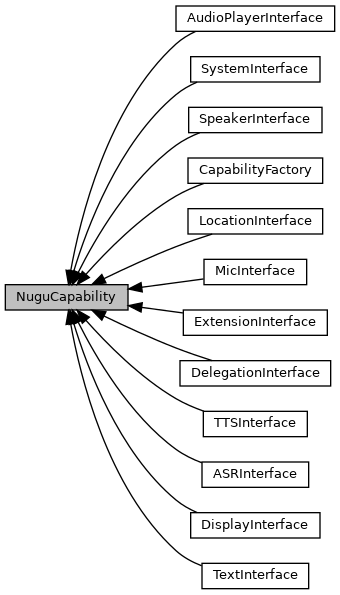 AudioPlayerInterface
SystemInterface
SpeakerInterface
CapabilityFactory
LocationInterface
MicInterface
NuguCapability
ExtensionInterface
DelegationInterface
TTSInterface
ASRInterface
DisplayInterface
TextInterface